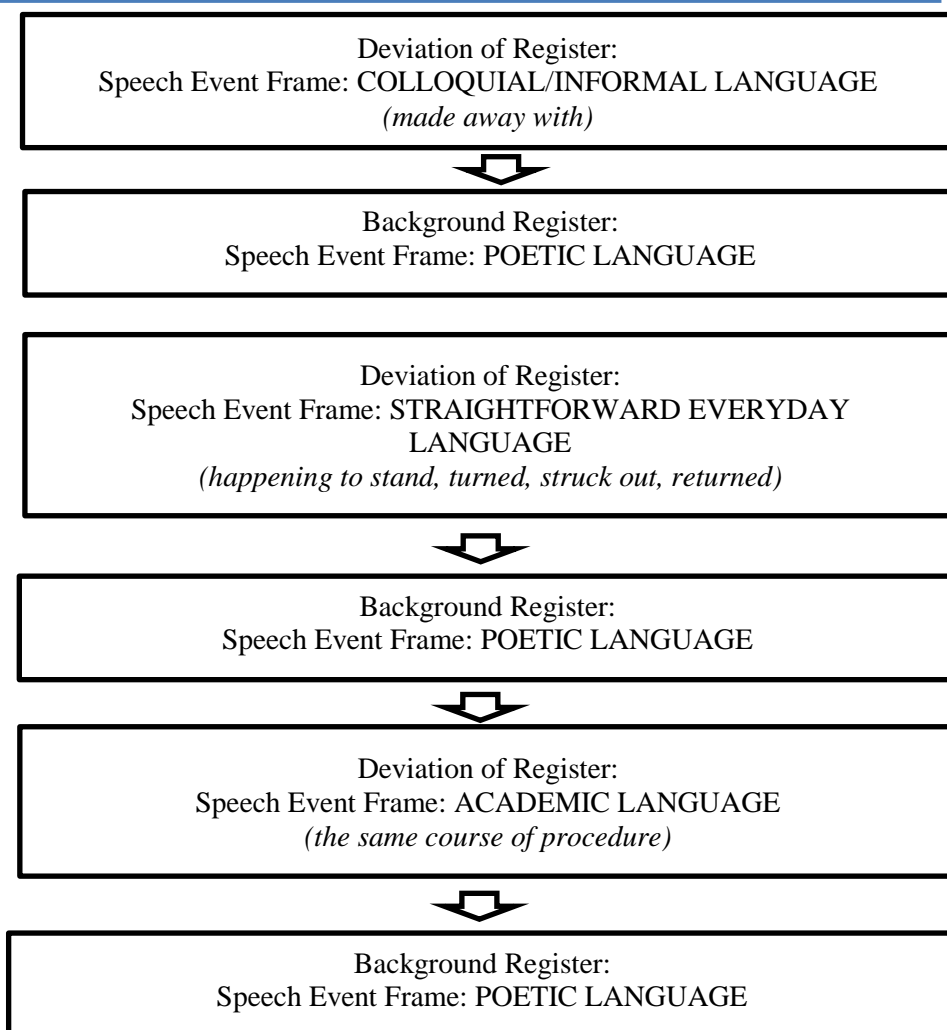 Deviation of Register:
Speech Event Frame: COLLOQUIAL/INFORMAL LANGUAGE
(made away with)
Background Register:
Speech Event Frame: POETIC LANGUAGE
Deviation of Register:
Speech Event Frame: STRAIGHTFORWARD EVERYDAY
LANGUAGE
(happening to stand, turned, struck out, returned)
Background Register:
Speech Event Frame: POETIC LANGUAGE
Deviation of Register:
Speech Event Frame: ACADEMIC LANGUAGE
(the same course of procedure)
Background Register:
Speech Event Frame: POETIC LANGUAGE